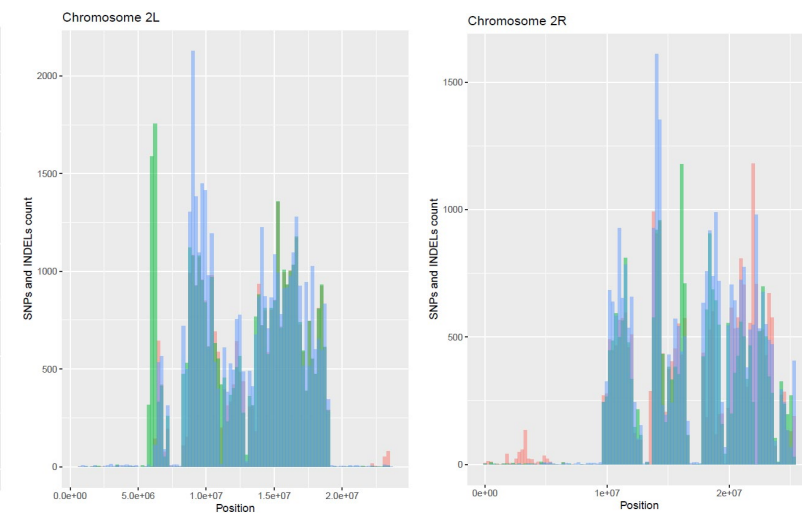 Chromosome 2L
SNPs and INDELs count
2000
1500
1000
500
0
0.0e+00 5.0e+06 1.0e+07 1.5e+07 2.0e+07
Position
Chromosome 2R
SNPs and INDELs count
1500
1000
500
0
0e+00 1e+07 2e+07
Position